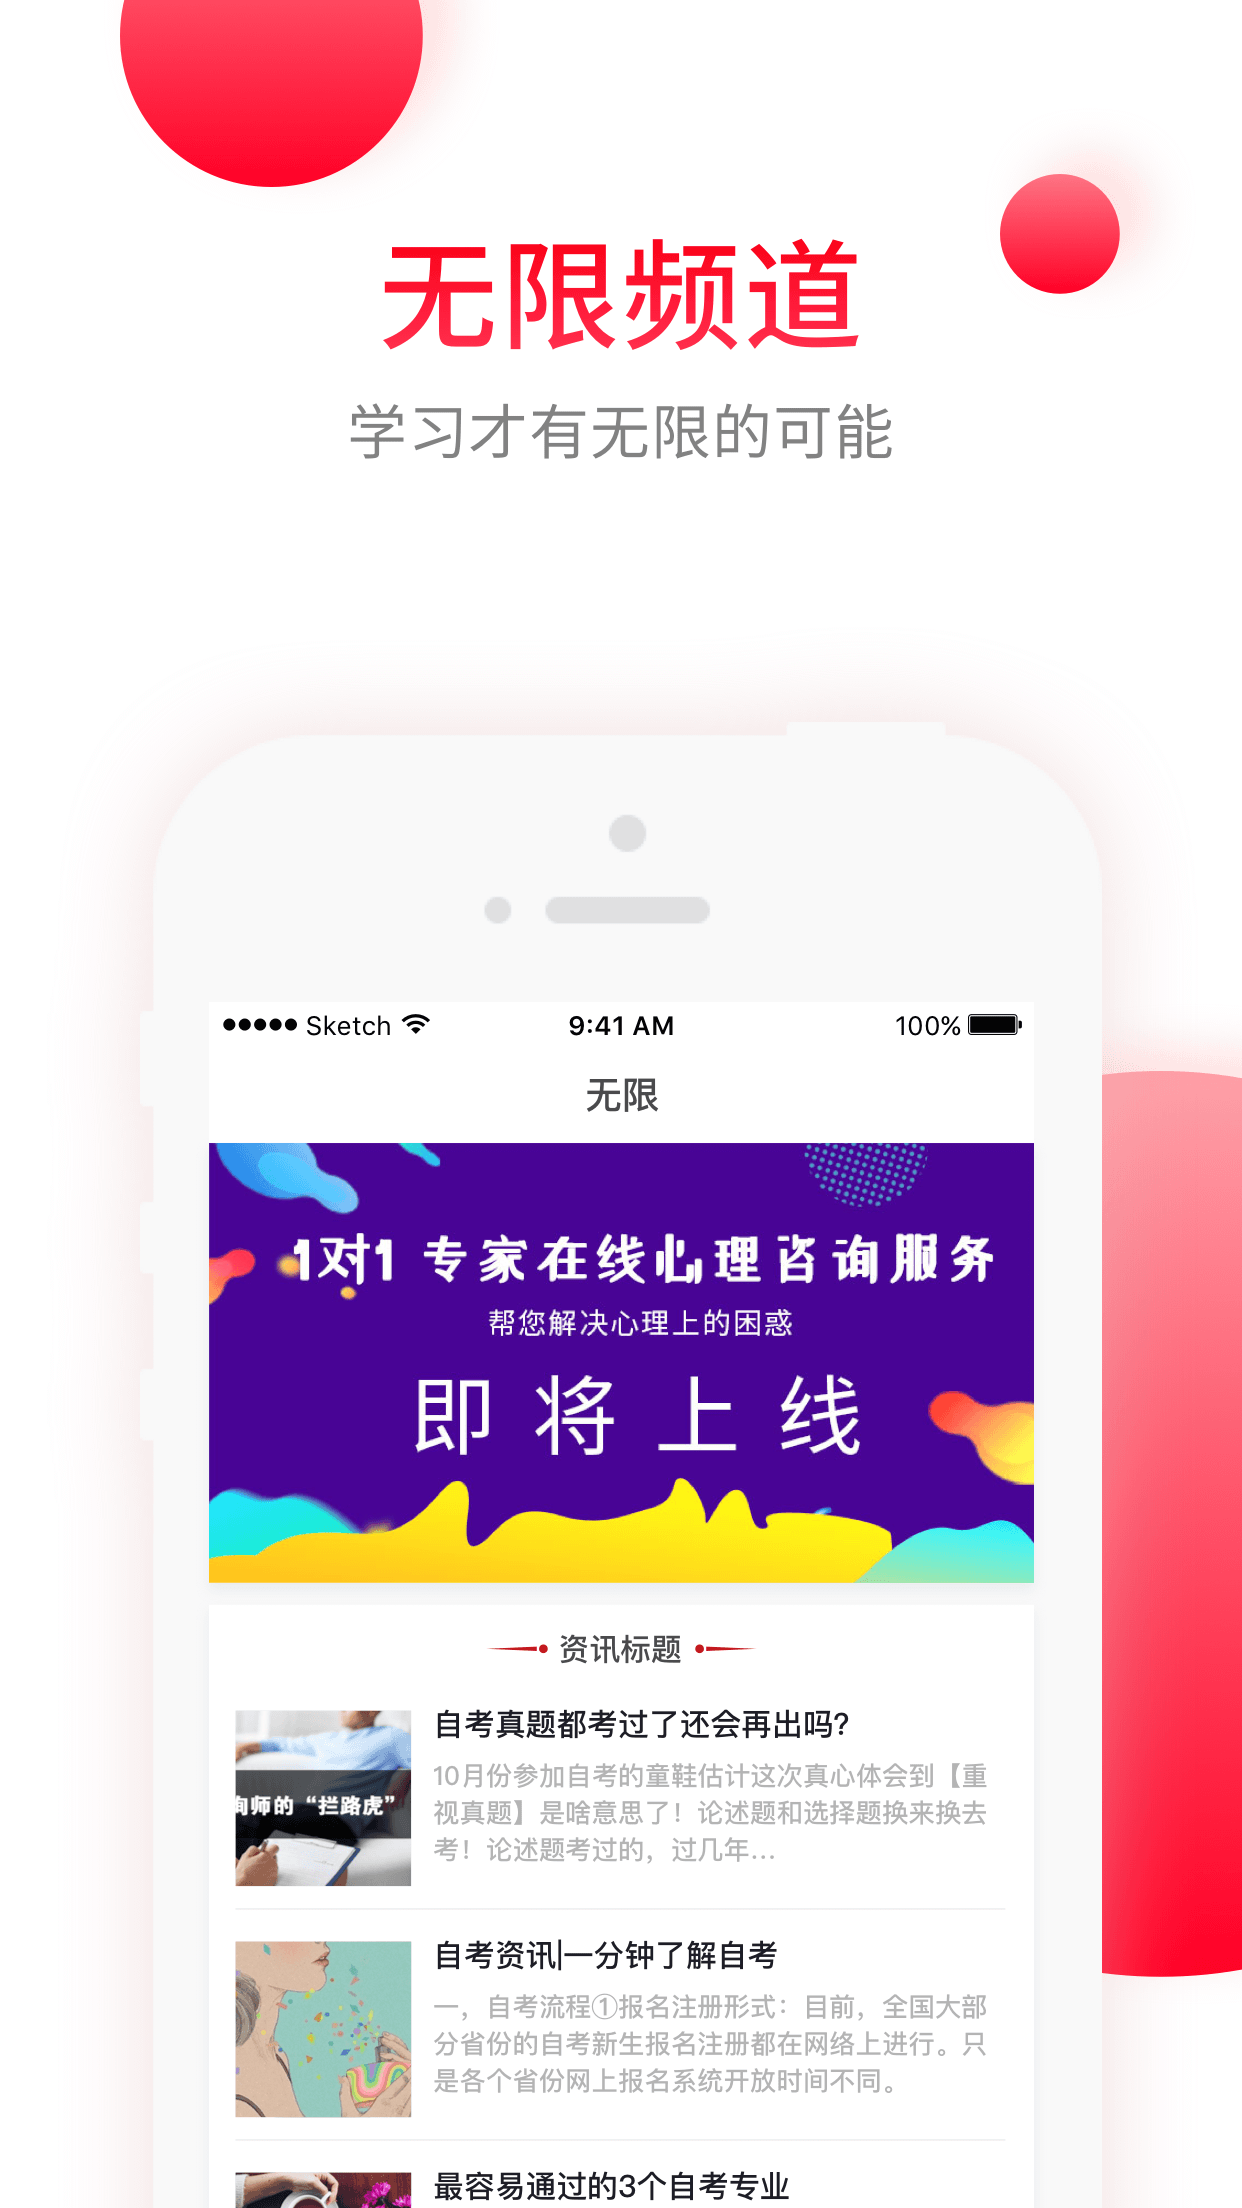 无限频道
学习才有无限的可能
Sketch 9:41 AM 100%
无限
1对1 专家在线心理咨询服务
帮您解决心理上的困惑
即将上线
资讯标题
自考真题都考过了还会再出吗?
10月份参加自考的童鞋估计这次真心体会到【重
视真题】是啥意思了！论述题和选择题换来换去
考！论述题考过的，过几年...
询师的“拦路虎”
自考资讯|一分钟了解自考
一，自考流程①报名注册形式：目前，全国大部
分省份的自考新生报名注册都在网络上进行。只
是各个省份网上报名系统开放时间不同。
最容易通过的3个自考专业